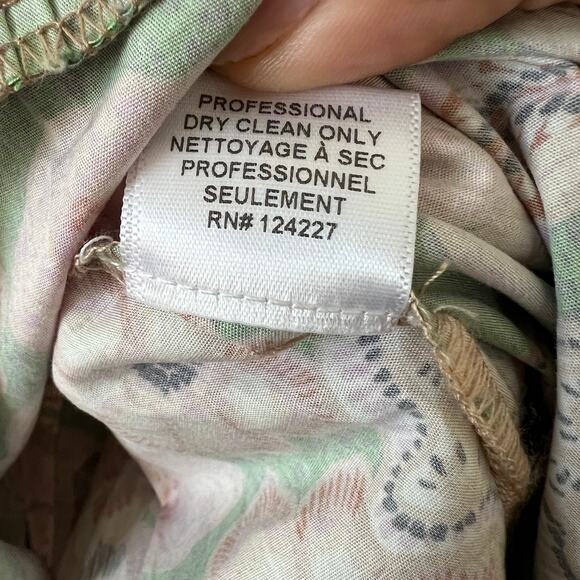 PROFESSIONAL
DRY CLEAN ONLY
NETTOYAGE À SEC
PROFESSIONNEL
SEULEMENT
RN# 124227